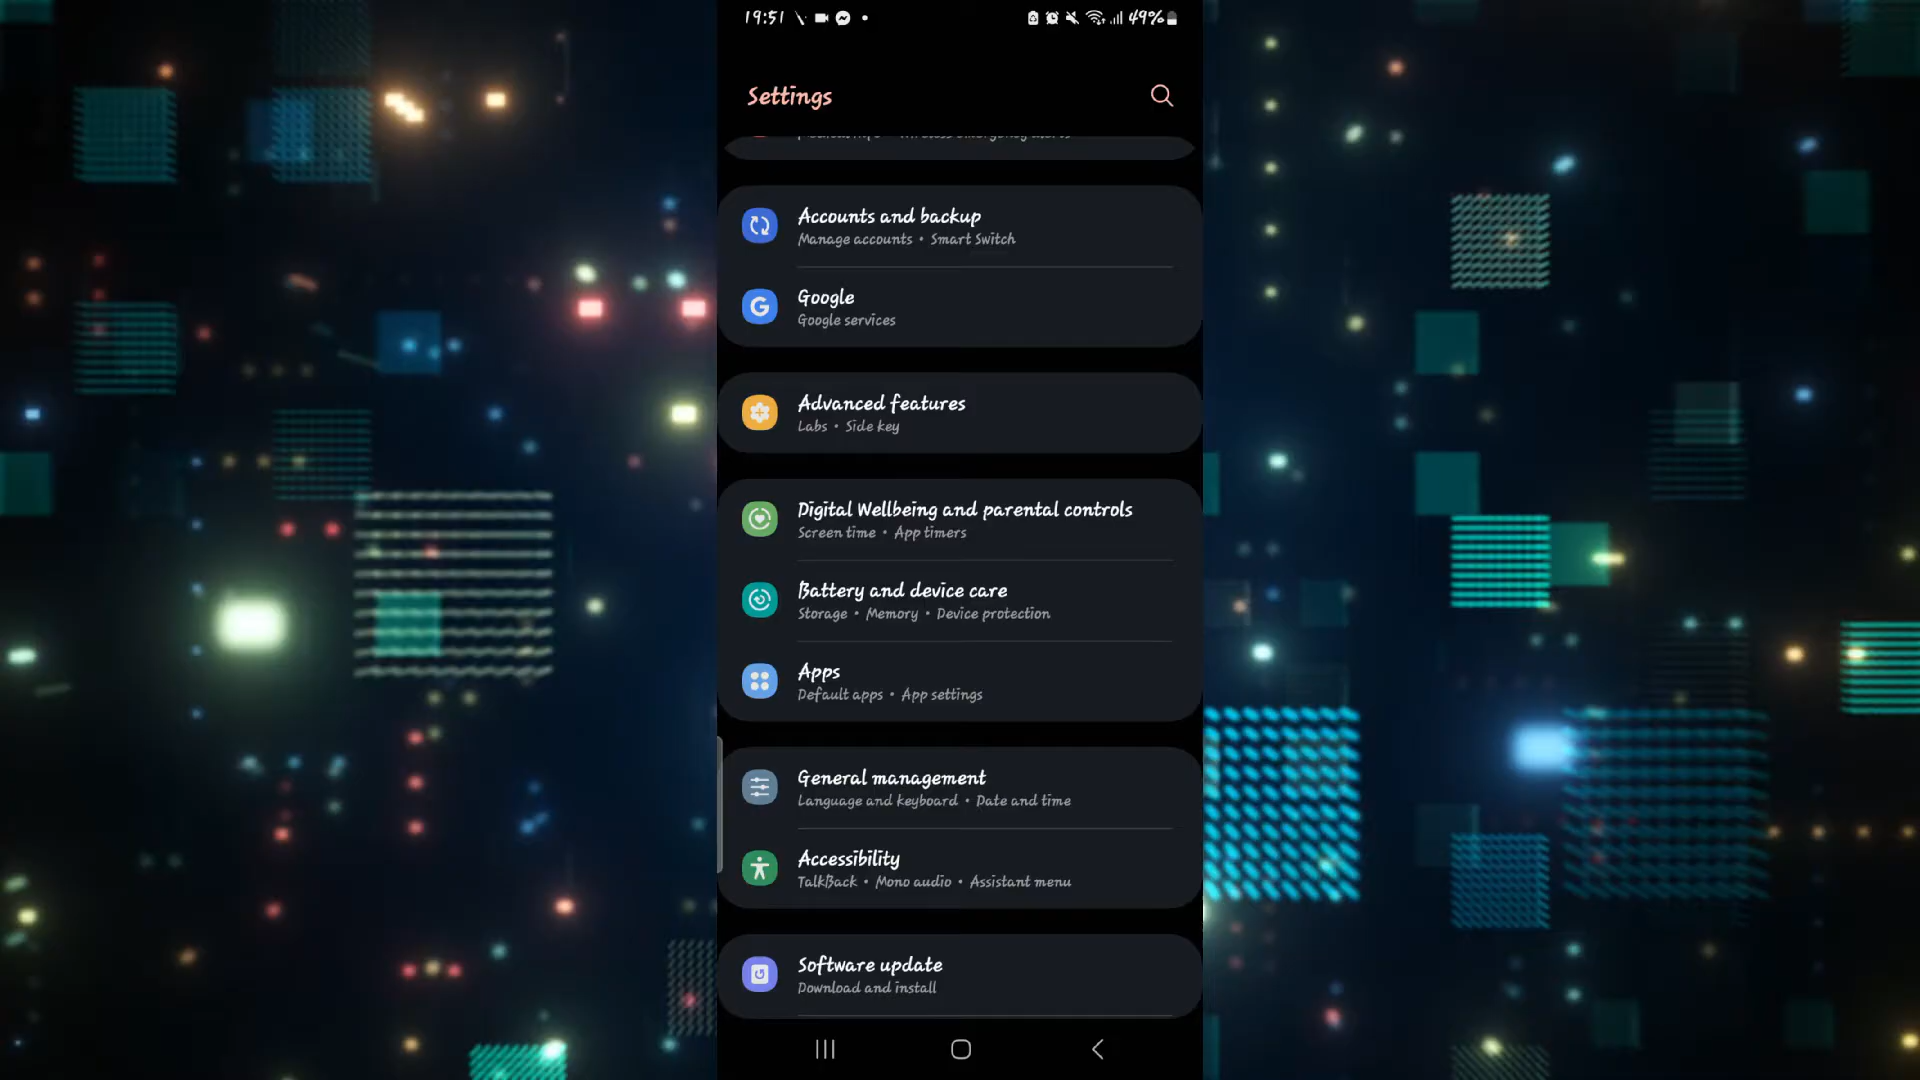 19:51
49%
Settings
Accounts and backup
Manage accounts • Smart Switch
Google
Google services
Advanced features
Labs • Side key
Digital Wellbeing and parental controls
Screen time • App timers
Battery and device care
Storage • Memory • Device protection
Apps
Default apps • App settings
General management
Language and keyboard • Date and time
Accessibility
TalkBack • Mono audio • Assistant menu
Software update
Download and install